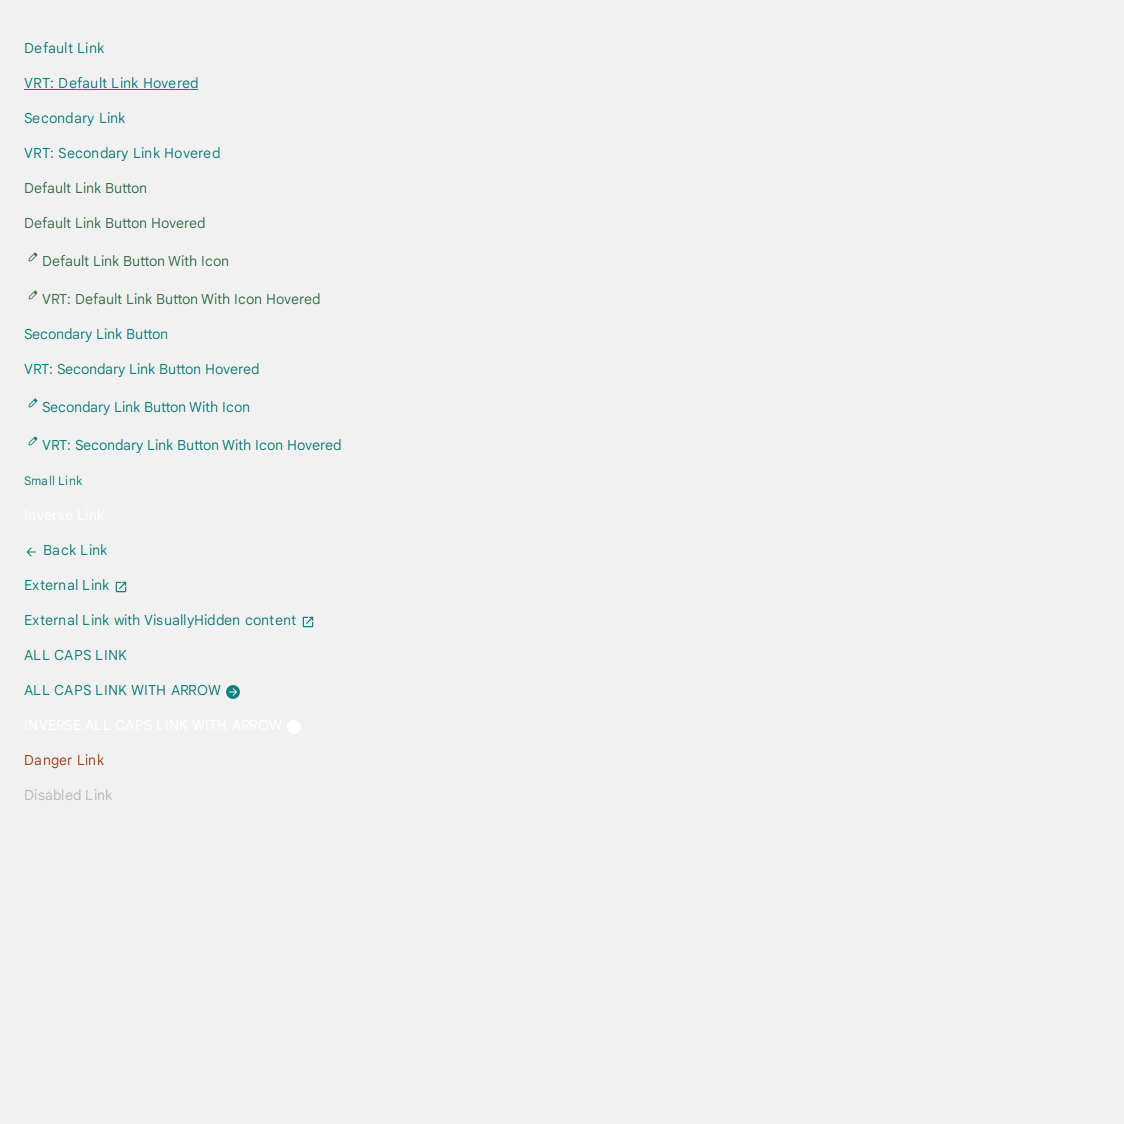 Default Link
VRT: Default Link Hovered
Secondary Link
VRT: Secondary Link Hovered
Default Link Button
Default Link Button Hovered
Default Link Button With Icon
VRT: Default Link Button With Icon Hovered
Secondary Link Button
VRT: Secondary Link Button Hovered
Secondary Link Button With Icon
VRT: Secondary Link Button With Icon Hovered
Small Link
Inverse Link
Back Link
External Link
External Link with VisuallyHidden content
ALL CAPS LINK
ALL CAPS LINK WITH ARROW
INVERSE ALL CAPS LINK WITH ARROW
Danger Link
Disabled Link